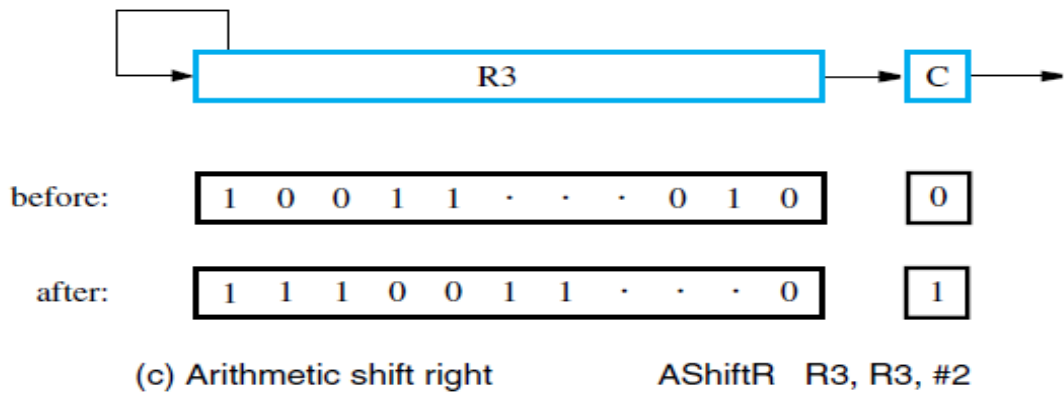 R3 C
before: 1 0 0 1 1 · · · 0 1 0 0
after: 1 1 1 0 0 1 1 · · · 0 1
(c) Arithmetic shift right AShiftR R3, R3, #2